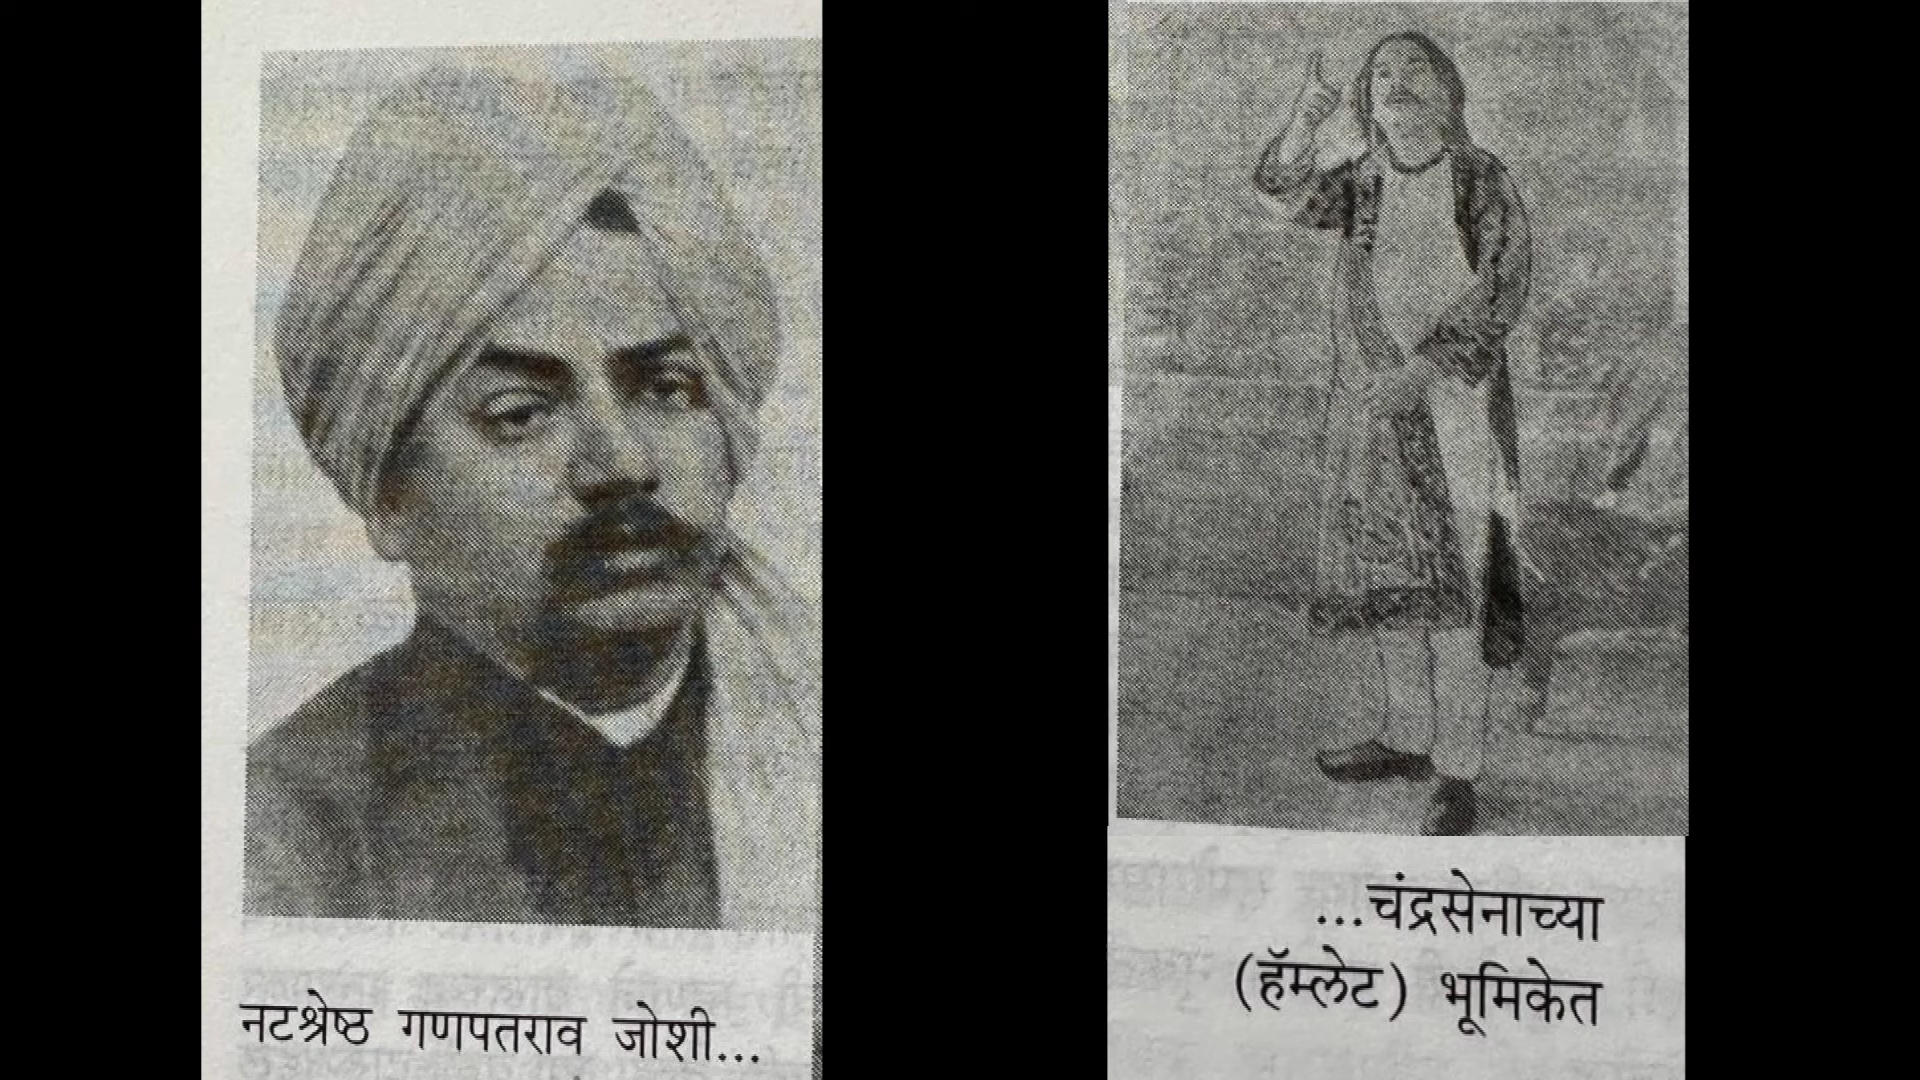 नटश्रेष्ठ गणपतराव जोशी...
...चंद्रसेनाच्या
(हॅम्लेट) भूमिकेत